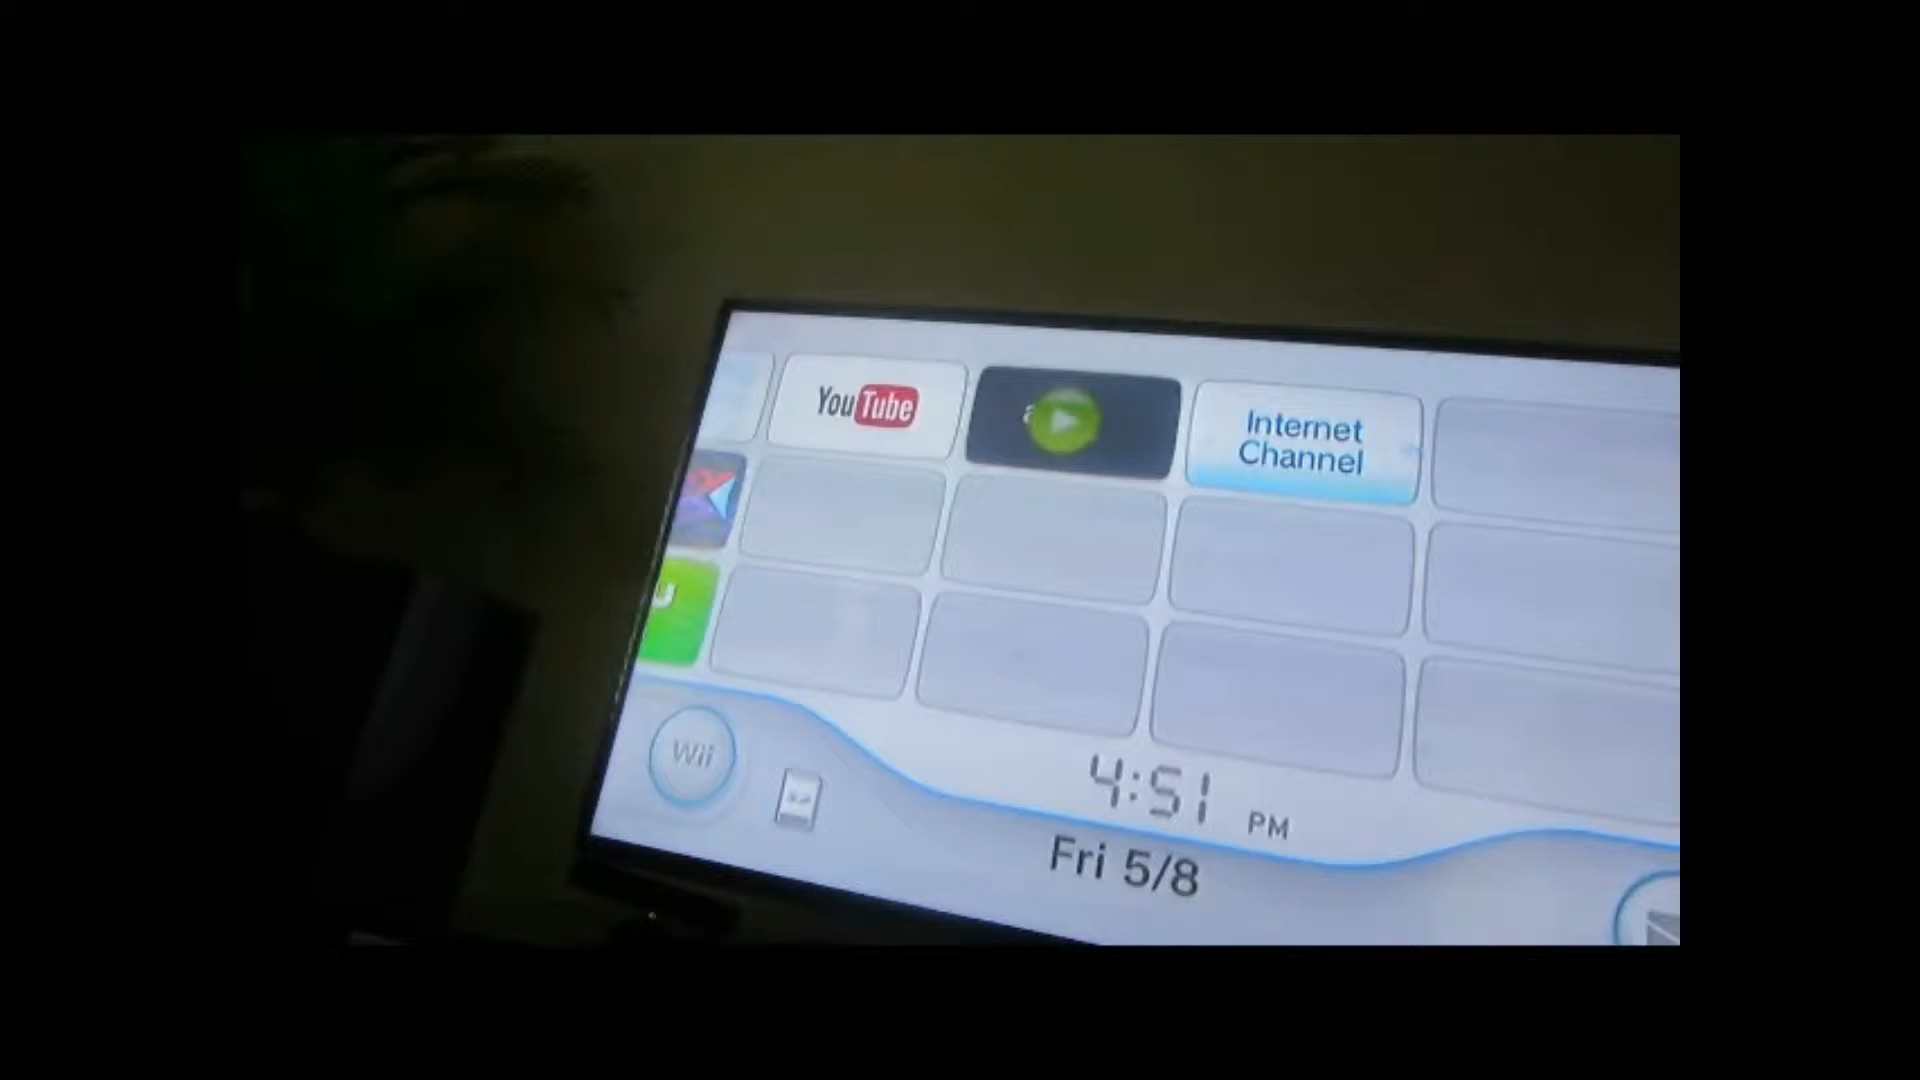 YouTube
Internet
Channel
u
Wii
4:51 PM
Fri 5/8